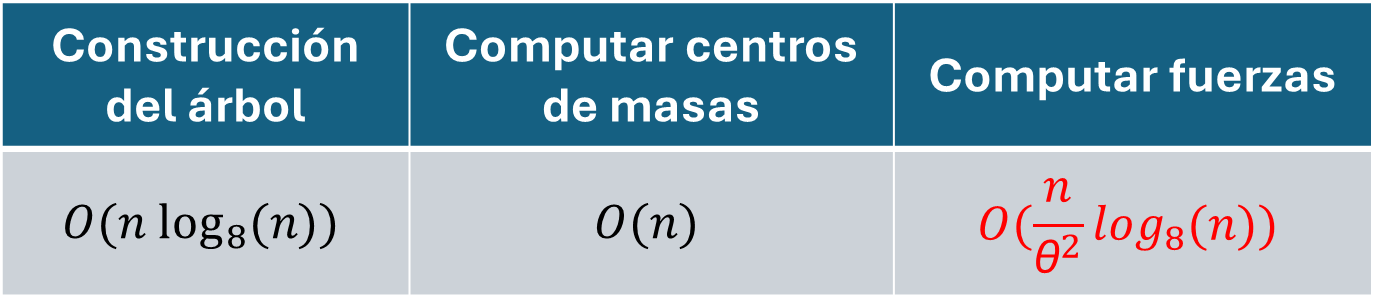 Construcción
del árbol
Computar centros
de masas
Computar fuerzas
O(n log₈(n))
O(n)
O(n/θ² log₈(n))